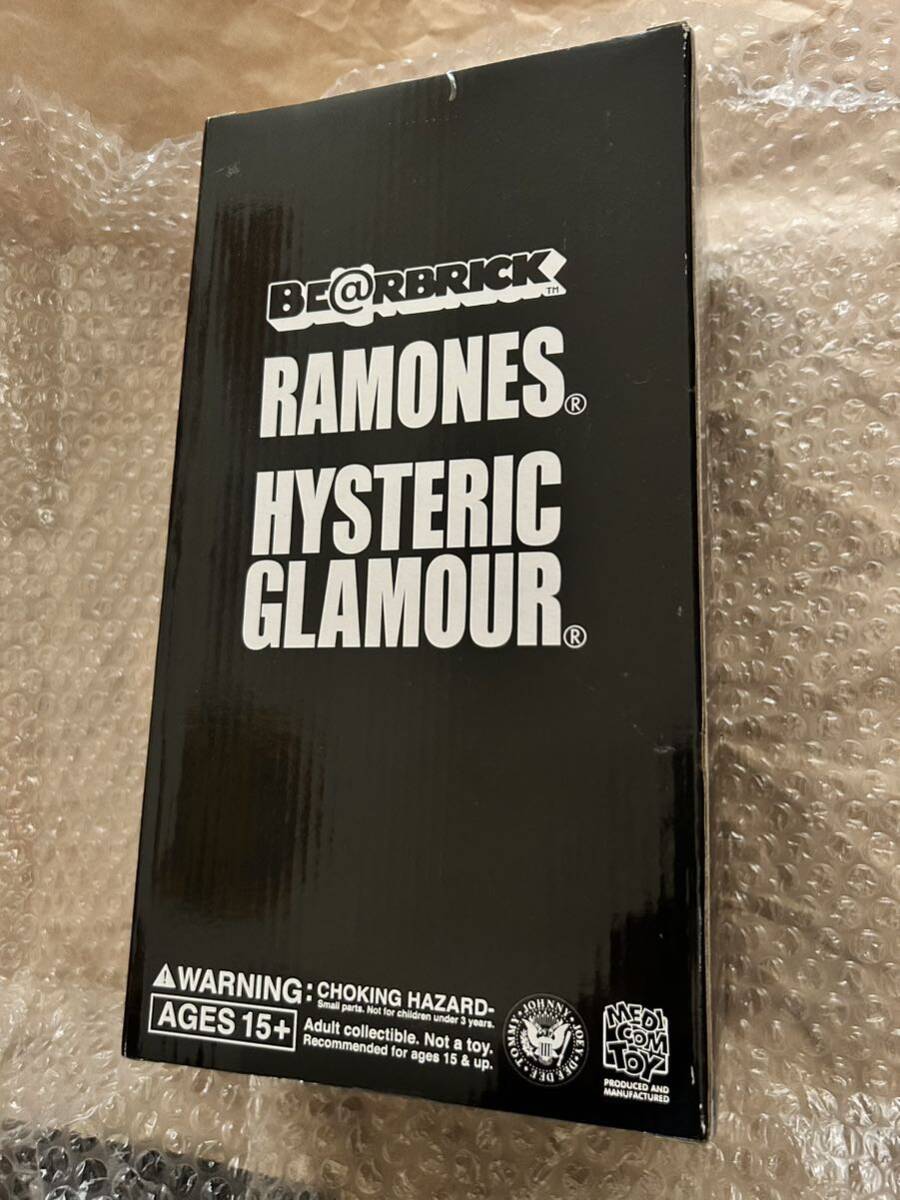 BE@RBRICK™
RAMONES®
HYSTERIC
GLAMOUR®
⚠WARNING: CHOKING HAZARD-
Small parts. Not for children under 3 years.
AGES 15+
Adult collectible. Not a toy.
Recommended for ages 15 & up.
JOHNNY • JOEY • DEE DEE • TOMMY •
MEDI
COM
TOY
PRODUCED AND
MANUFACTURED